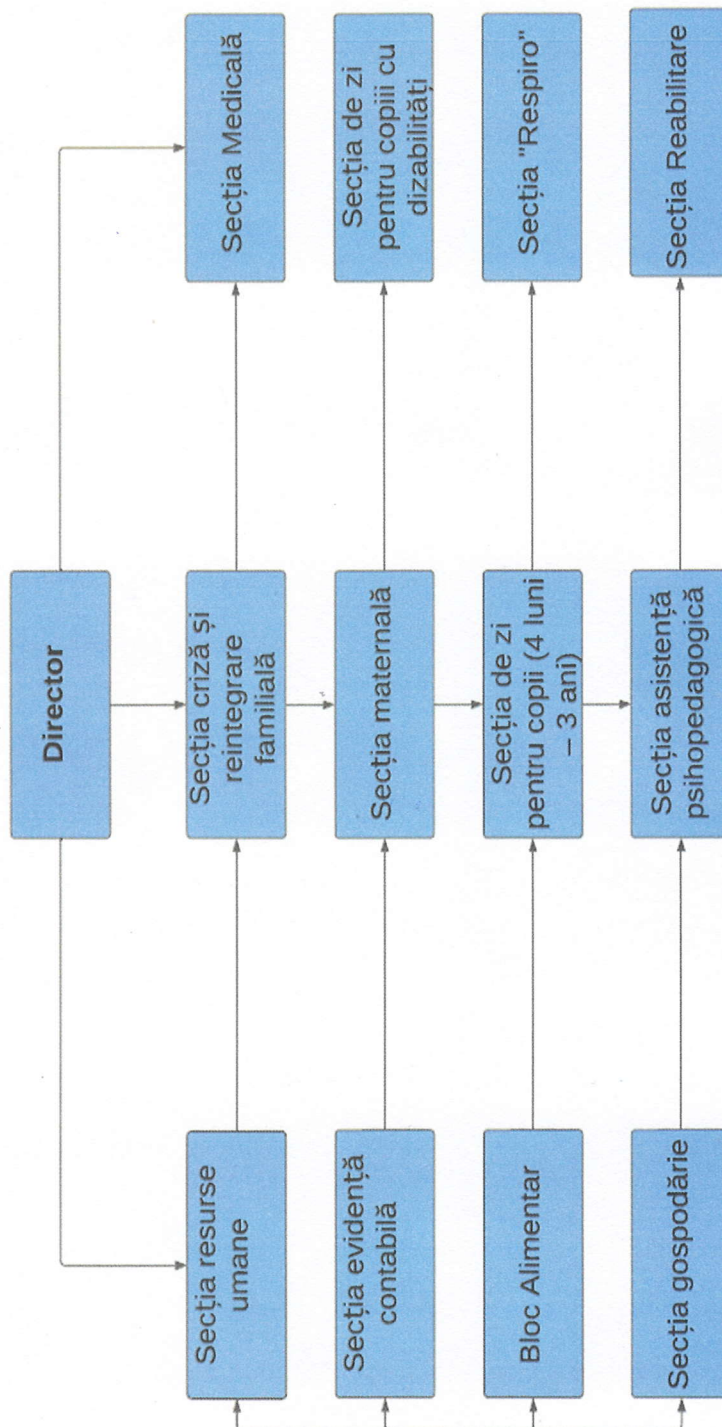 Director
Secția resurse
umane
Secția criză și
reintegrare
familială
Secția Medicală
Secția evidență
contabilă
Secția maternală
Secția de zi
pentru copiii cu
dizabilități
Bloc Alimentar
Secția de zi
pentru copii (4 luni
– 3 ani)
Secția "Respiro"
Secția gospodărie
Secția asistență
psihopedagogică
Secția Reabilitare